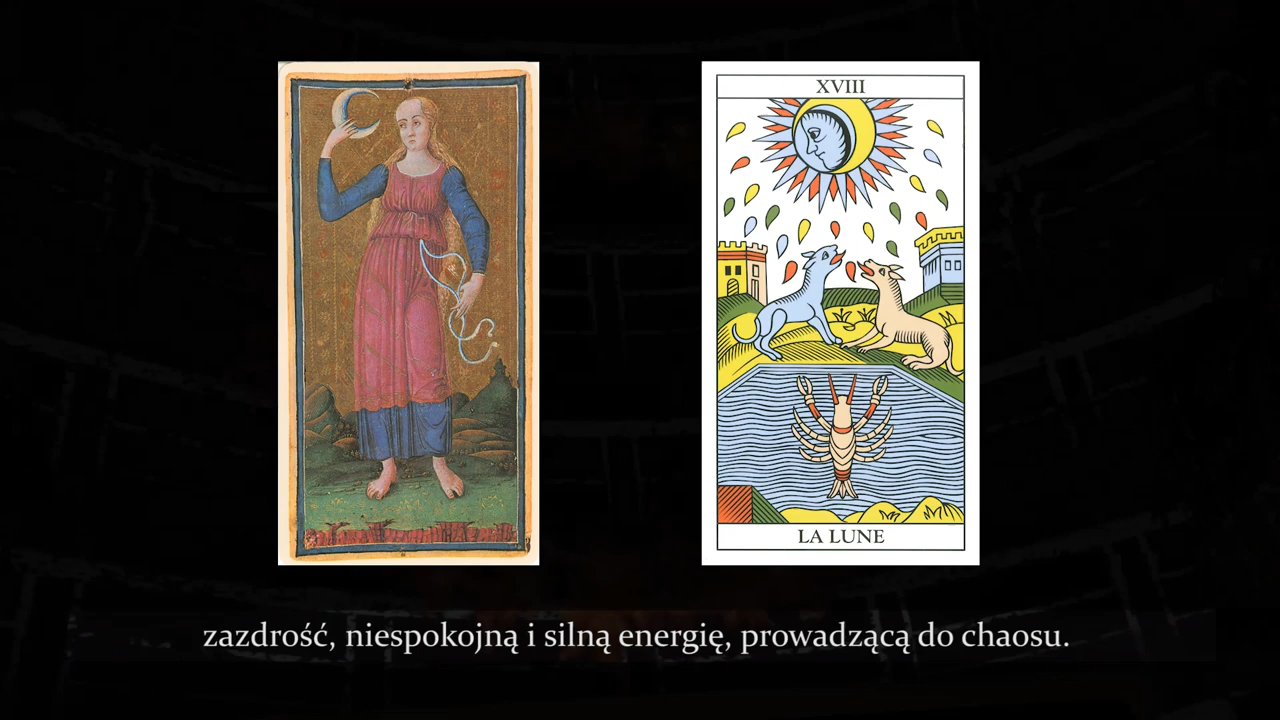 XVIII
LA LUNE
zazdrość, niespokojną i silną energię, prowadzącą do chaosu.